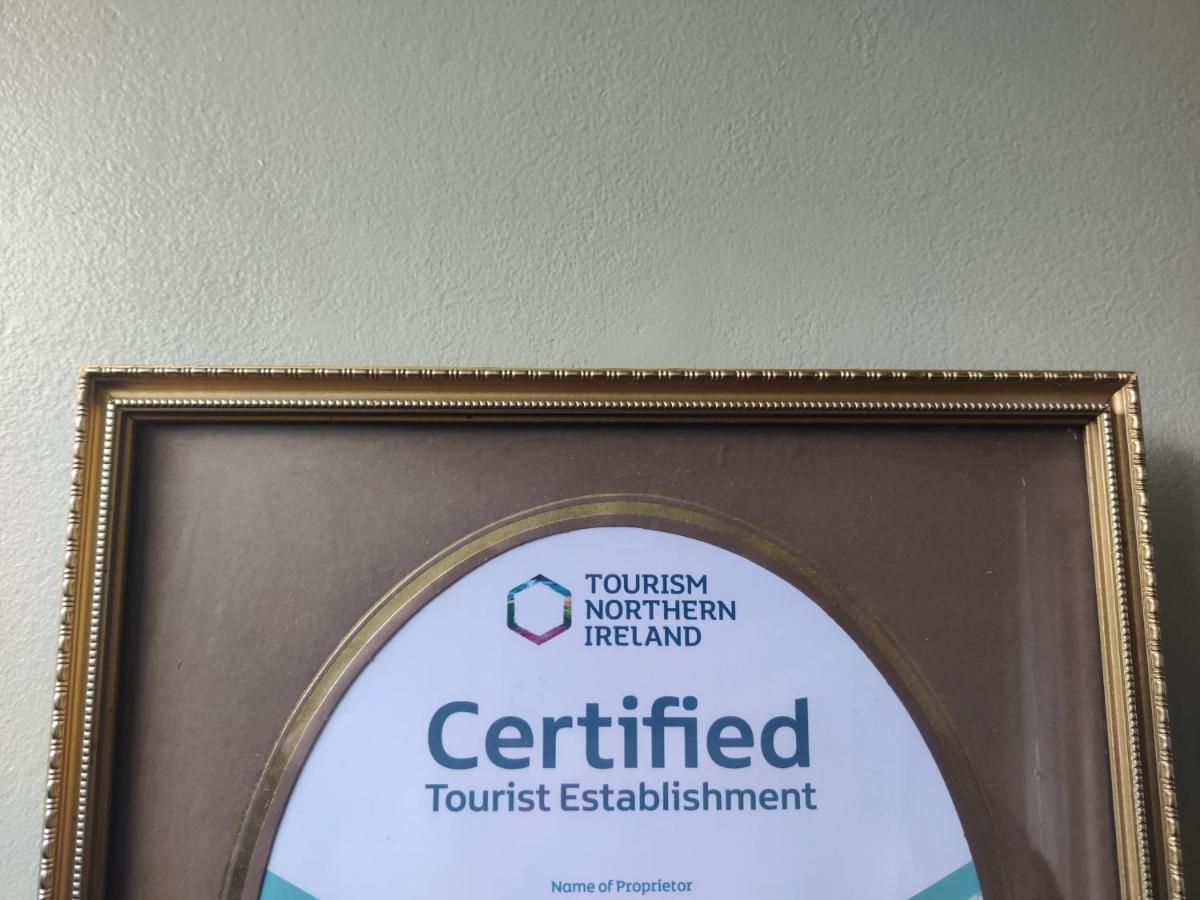 TOURISM
NORTHERN
IRELAND
Certified
Tourist Establishment
Name of Proprietor